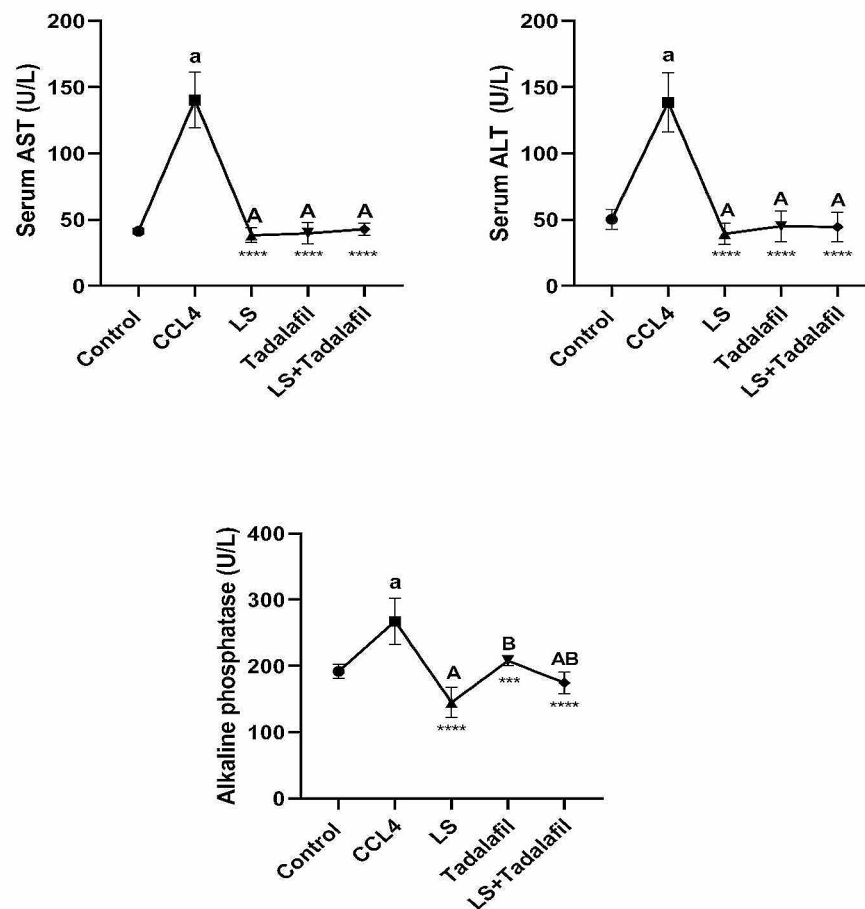 Serum AST (U/L)
200
150
100
50
0
a
A
A
A
****
****
****
Control
CCL4
LS
Tadalafil
LS+Tadalafil
Serum ALT (U/L)
200
150
100
50
0
a
A
A
A
****
****
****
Control
CCL4
LS
Tadalafil
LS+Tadalafil
Alkaline phosphatase (U/L)
400
300
200
100
0
a
A
B
AB
****
***
****
Control
CCL4
LS
Tadalafil
LS+Tadalafil